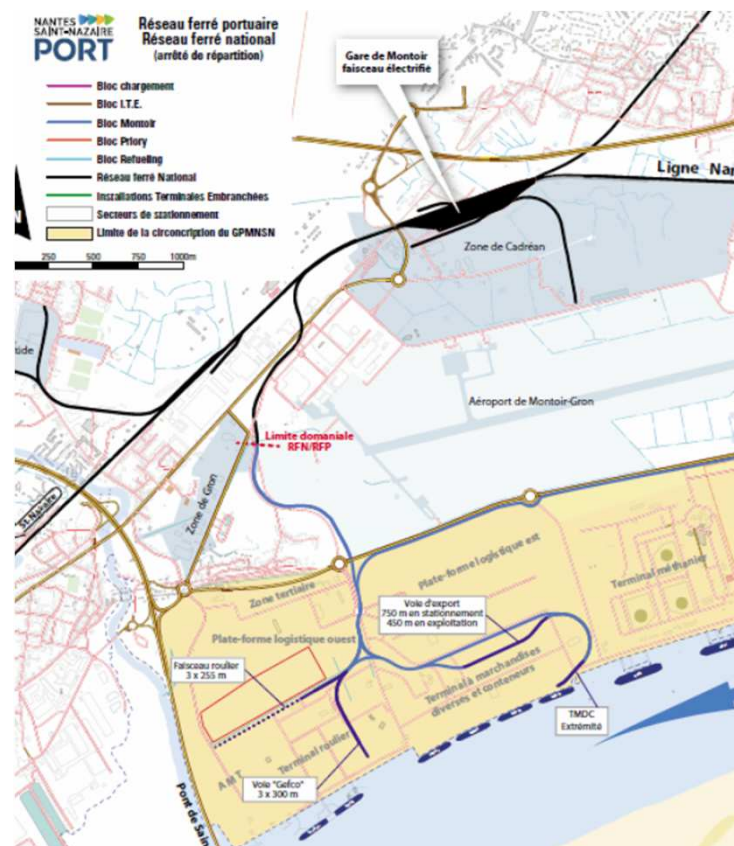 NANTES
SAINT-NAZAIRE
PORT
Réseau ferré portuaire
Réseau ferré national
(arrêté de répartition)
Bloc chargement
Bloc I.T.E.
Bloc Montoir
Bloc Priory
Bloc Refueling
Réseau ferré National
Installations Terminales Embranchées
Secteurs de stationnement
Limite de la circonscription du GPMNSN
N
250
500
750
1000m
Gare de Montoir
faisceau électrifié
Ligne Nan
Zone de Cadréan
Aéroport de Montoir-Gron
Limite domaniale
RFN/RFP
Zone de Gron
St-Nazaire
Zone tertiaire
Plate-forme logistique est
Terminal méthanier
Voie d'export
750 m en stationnement
450 m en exploitation
Plate-forme logistique ouest
Faisceau roulier
3 x 255 m
Terminal à marchandises
diverses et conteneurs
TMDC
Extrémité
Terminal roulier
A M T
Voie "Gefco"
3 x 300 m
Pont de Sain